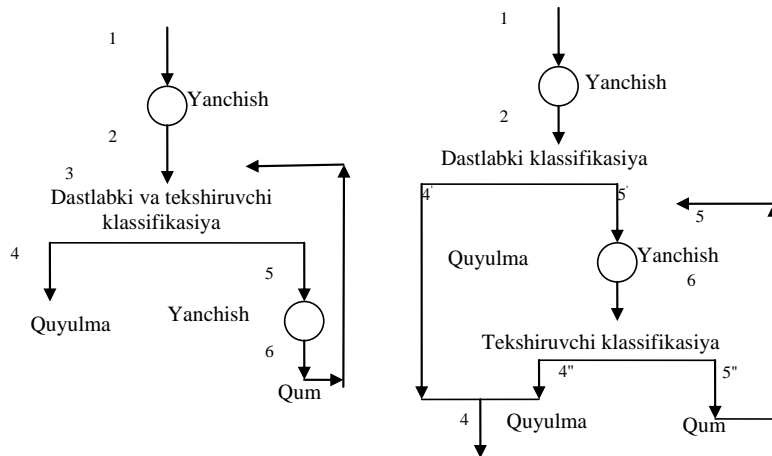 1
Yanchish
2
3
Dastlabki va tekshiruvchi
klassifikasiya
4
5
Quyulma
Yanchish
6
Qum
1
Yanchish
2
Dastlabki klassifikasiya
4'
5'
5
Quyulma
Yanchish
6
Tekshiruvchi klassifikasiya
4"
5"
4
Quyulma
Qum